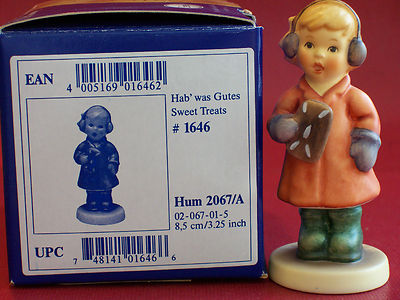 EAN
4 005169 016462
Hab' was Gutes
Sweet Treats
# 1646
Hum 2067/A
02-067-01-5
8,5 cm/3.25 inch
UPC
7 48141 01646 6